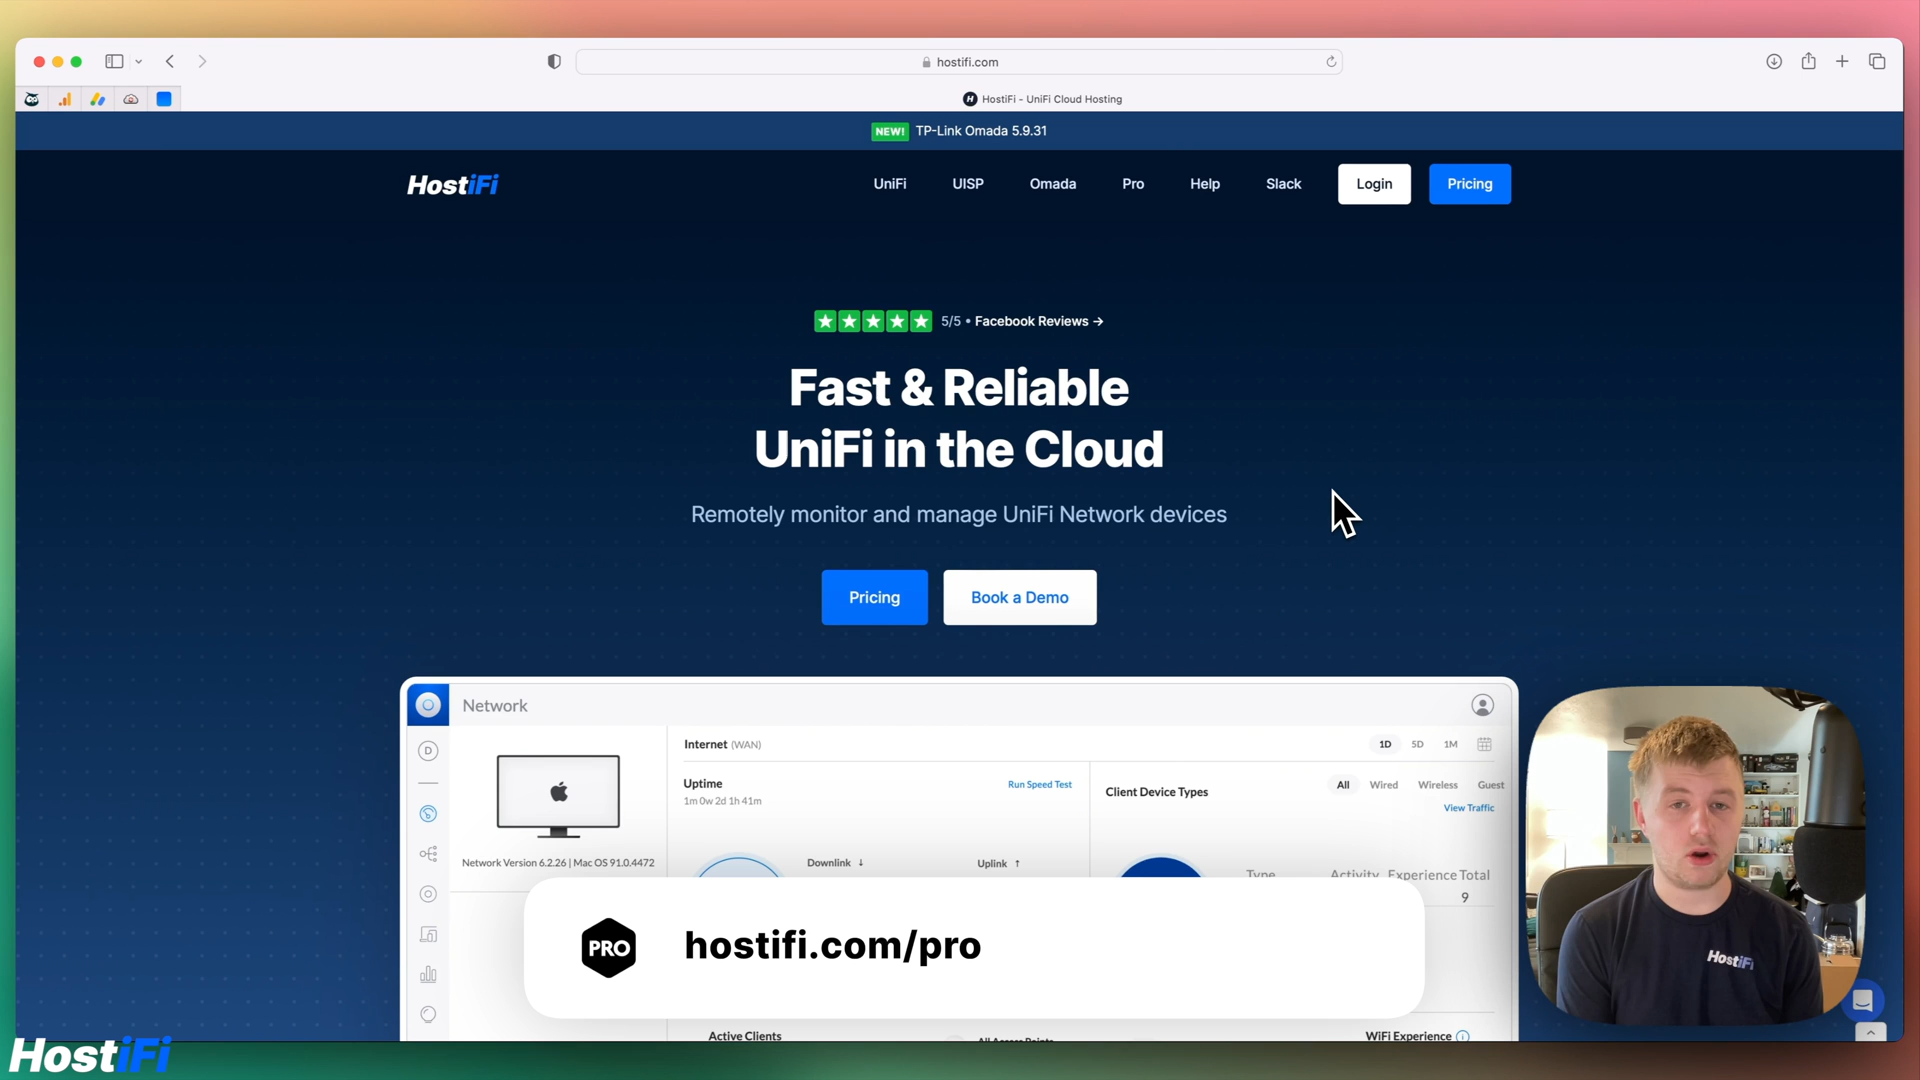 hostifi.com
HostiFi - UniFi Cloud Hosting
NEW! TP-Link Omada 5.9.31
HostiFi
UniFi UISP Omada Pro Help Slack Login Pricing
5/5 • Facebook Reviews →
Fast & Reliable
UniFi in the Cloud
Remotely monitor and manage UniFi Network devices
Pricing Book a Demo
Network
Internet (WAN) 1D 5D 1M
D
Uptime Run Speed Test
1m 0w 2d 1h 41m
Client Device Types All Wired Wireless Guest
View Traffic
Network Version 6.2.26 | Mac OS 91.0.4472
Downlink ↓ Uplink ↑
Type Activity Experience Total
9
PRO hostifi.com/pro
HostiFi
Active Clients All Access Points WiFi Experience
HostiFi